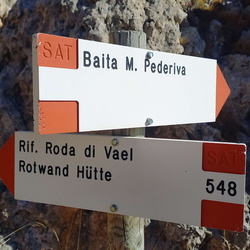 SAT
Baita M. Pederiva
Rif. Roda di Vael
Rotwand Hütte
SAT
548